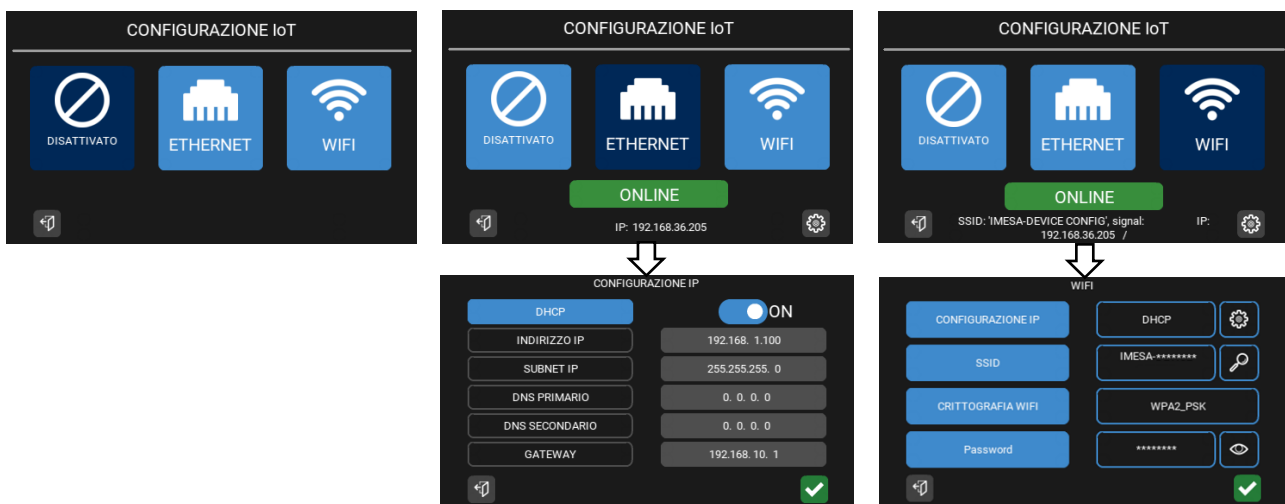 CONFIGURAZIONE IoT
DISATTIVATO
ETHERNET
WIFI
CONFIGURAZIONE IoT
DISATTIVATO
ETHERNET
WIFI
ONLINE
IP: 192.168.36.205
CONFIGURAZIONE IoT
DISATTIVATO
ETHERNET
WIFI
ONLINE
SSID: 'IMESA-DEVICE CONFIG', signal: IP:
192.168.36.205 /
CONFIGURAZIONE IP
DHCP ON
INDIRIZZO IP 192.168. 1.100
SUBNET IP 255.255.255. 0
DNS PRIMARIO 0. 0. 0. 0
DNS SECONDARIO 0. 0. 0. 0
GATEWAY 192.168. 10. 1
WIFI
CONFIGURAZIONE IP DHCP
SSID IMESA-********
CRITTOGRAFIA WIFI WPA2_PSK
Password ********